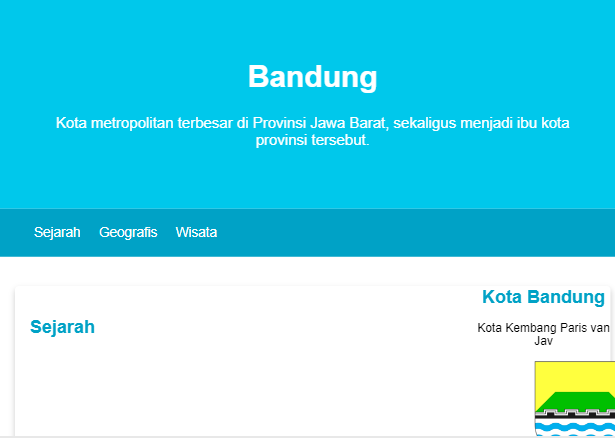 Bandung
Kota metropolitan terbesar di Provinsi Jawa Barat, sekaligus menjadi ibu kota
provinsi tersebut.
Sejarah Geografis Wisata
Kota Bandung
Sejarah
Kota Kembang Paris van
Jav